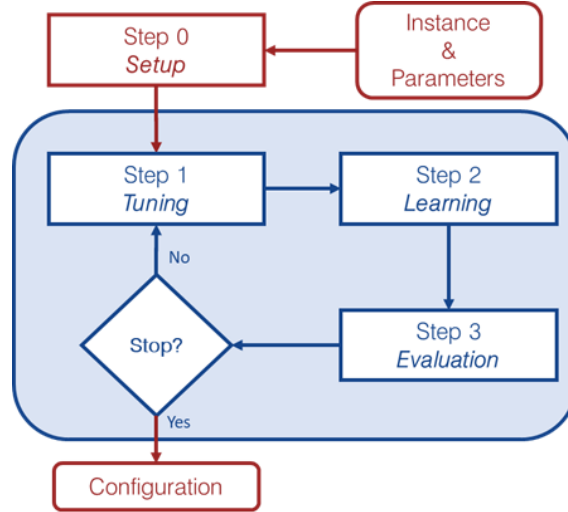 Step 0
Setup
Instance
&
Parameters
Step 1
Tuning
Step 2
Learning
No
Stop?
Step 3
Evaluation
Yes
Configuration